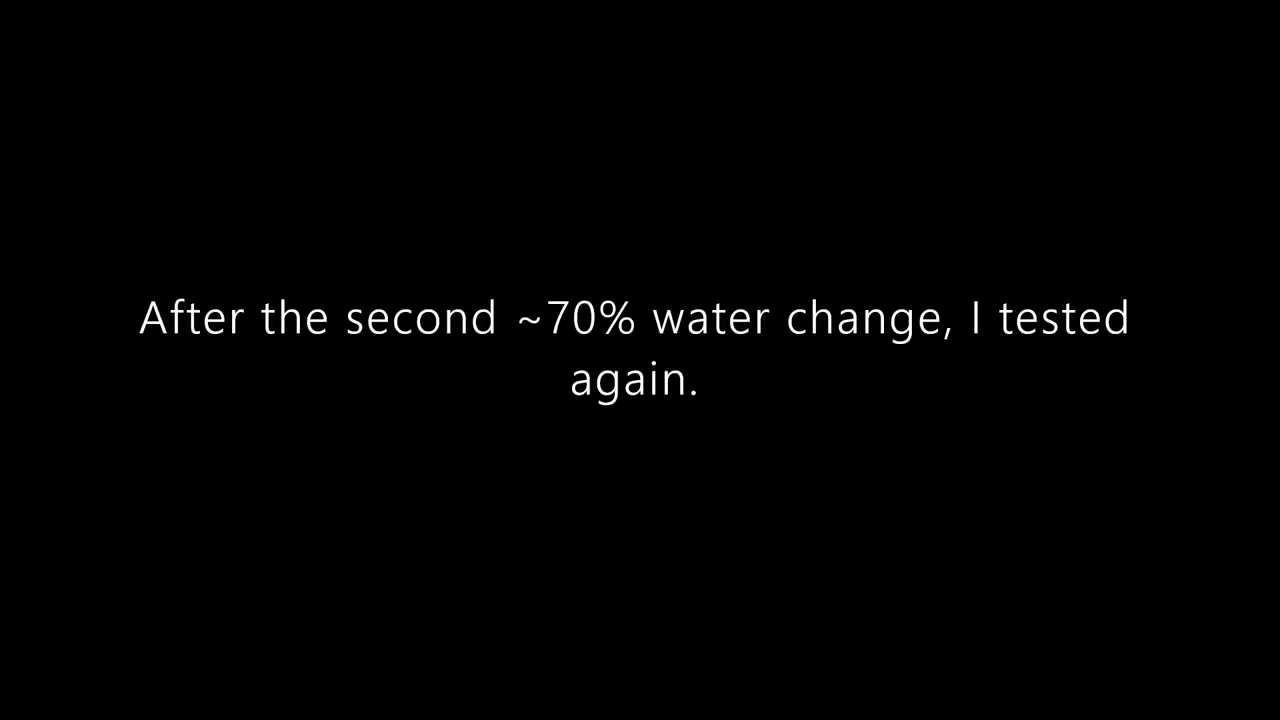 After the second ~70% water change, I tested
again.